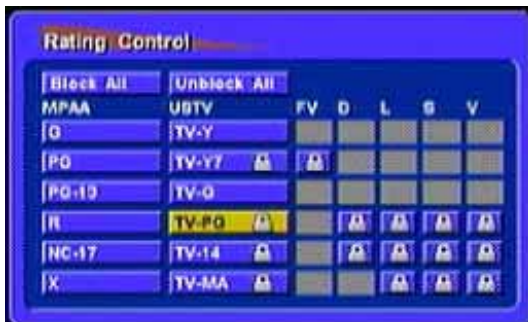 Rating Control
Block All Unblock All
MPAA USTV FV D L S V
G TV-Y
PG TV-Y7
PG-13 TV-G
R TV-PG
NC-17 TV-14
X TV-MA